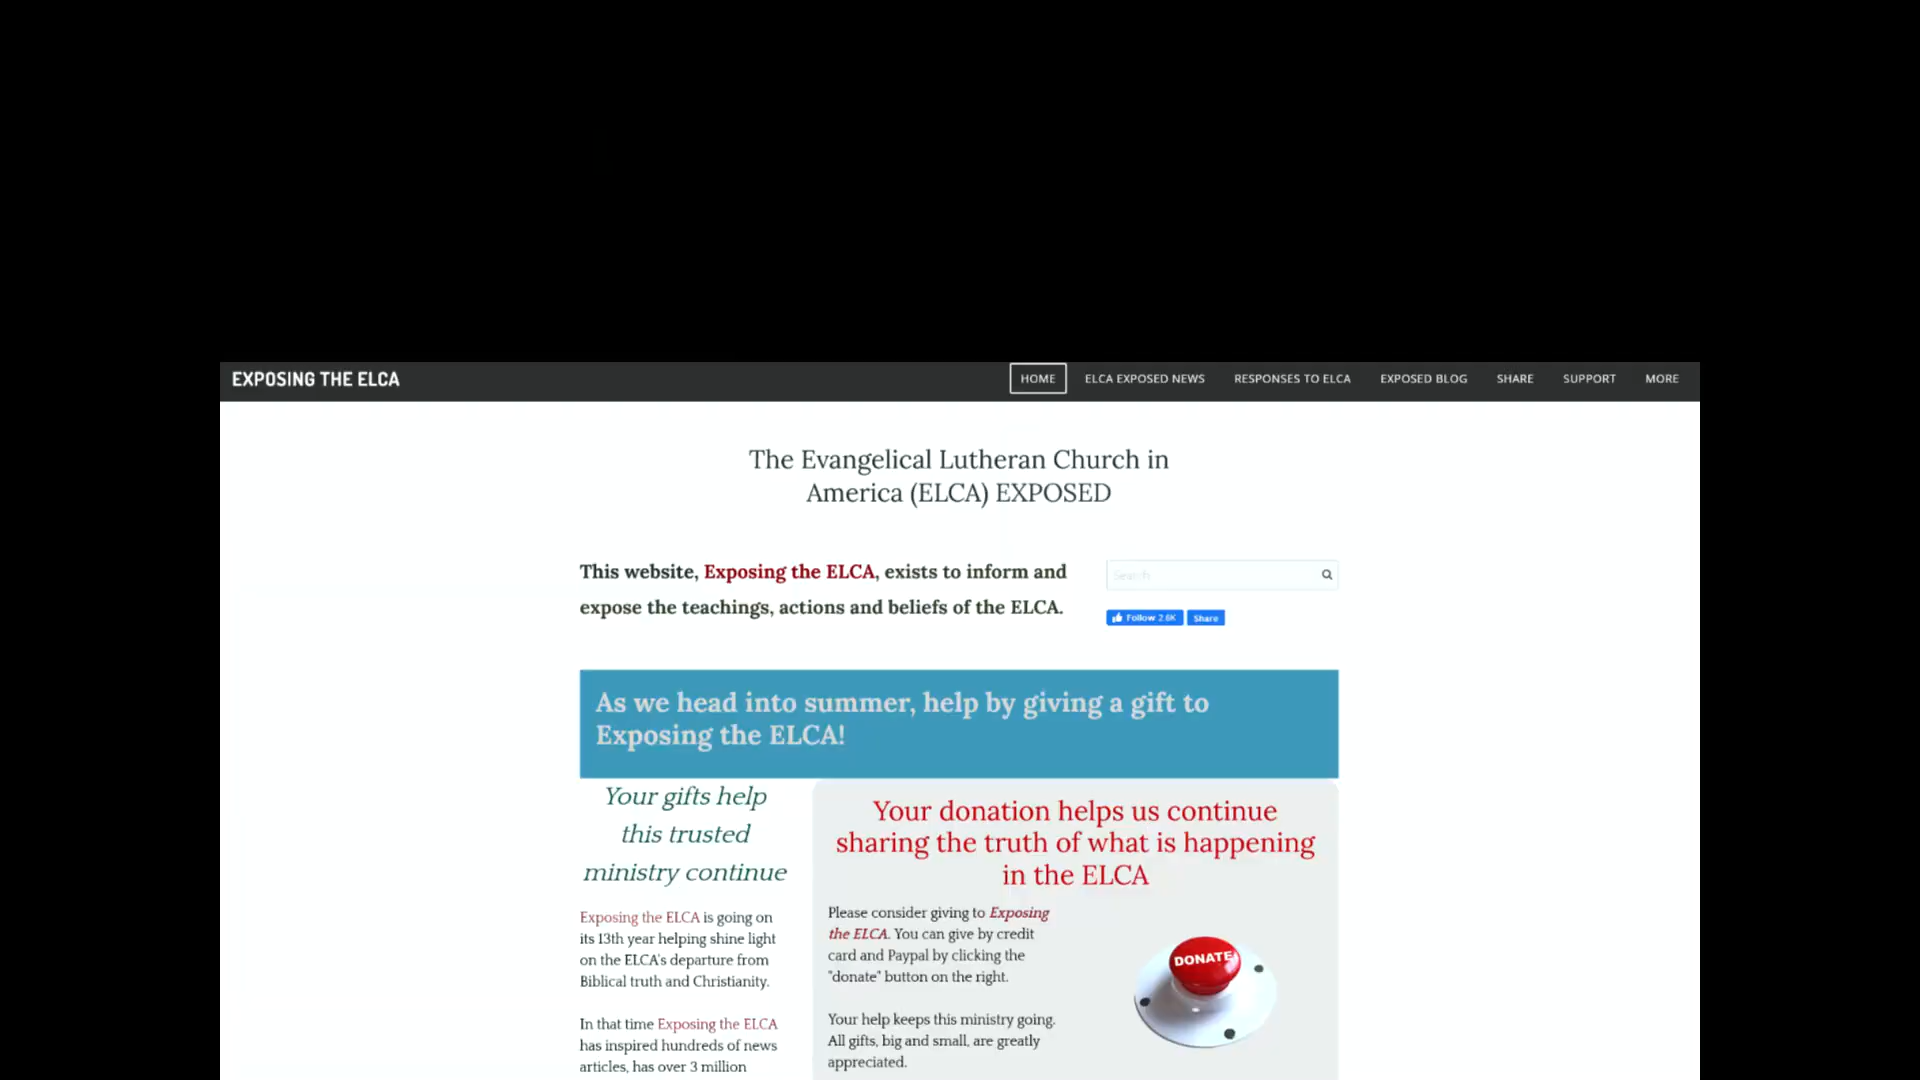 EXPOSING THE ELCA
HOME ELCA EXPOSED NEWS RESPONSES TO ELCA EXPOSED BLOG SHARE SUPPORT MORE
The Evangelical Lutheran Church in
America (ELCA) EXPOSED
This website, Exposing the ELCA, exists to inform and
expose the teachings, actions and beliefs of the ELCA.
Search
Follow 2.6K Share
As we head into summer, help by giving a gift to
Exposing the ELCA!
Your gifts help
this trusted
ministry continue
Exposing the ELCA is going on
its 13th year helping shine light
on the ELCA's departure from
Biblical truth and Christianity.
In that time Exposing the ELCA
has inspired hundreds of news
articles, has over 3 million
Your donation helps us continue
sharing the truth of what is happening
in the ELCA
Please consider giving to Exposing
the ELCA. You can give by credit
card and Paypal by clicking the
"donate" button on the right.
Your help keeps this ministry going.
All gifts, big and small, are greatly
appreciated.
DONATE